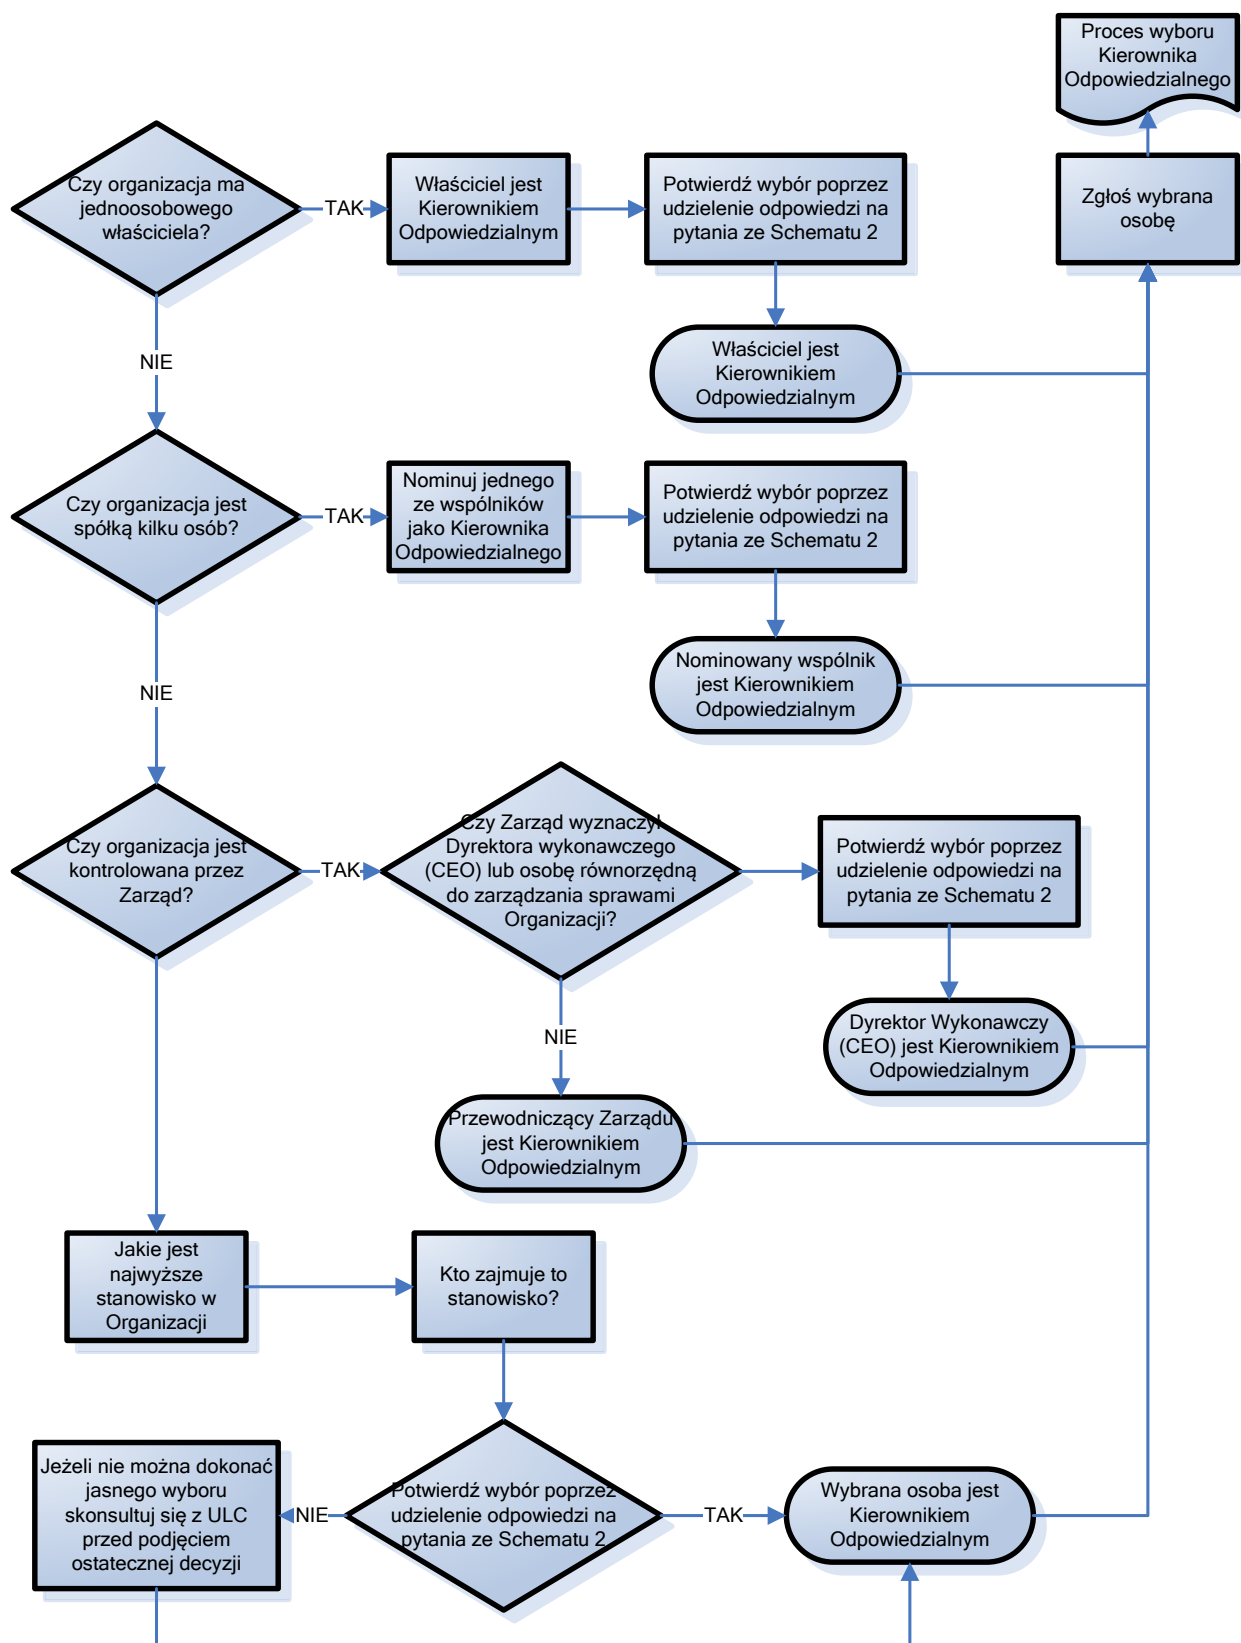 Proces wyboru
Kierownika
Odpowiedzialnego
Czy organizacja ma
jednoosobowego
właściciela?
TAK
Właściciel jest
Kierownikiem
Odpowiedzialnym
Potwierdź wybór poprzez
udzielenie odpowiedzi na
pytania ze Schematu 2
Zgłoś wybrana
osobę
NIE
Właściciel jest
Kierownikiem
Odpowiedzialnym
Czy organizacja jest
spółką kilku osób?
TAK
Nominuj jednego
ze wspólników
jako Kierownika
Odpowiedzialnego
Potwierdź wybór poprzez
udzielenie odpowiedzi na
pytania ze Schematu 2
NIE
Nominowany wspólnik
jest Kierownikiem
Odpowiedzialnym
Czy organizacja jest
kontrolowana przez
Zarząd?
TAK
Czy Zarząd wyznaczył
Dyrektora wykonawczego
(CEO) lub osobę równorzędną
do zarządzania sprawami
Organizacji?
Potwierdź wybór poprzez
udzielenie odpowiedzi na
pytania ze Schematu 2
NIE
Dyrektor Wykonawczy
(CEO) jest Kierownikiem
Odpowiedzialnym
Przewodniczący Zarządu
jest Kierownikiem
Odpowiedzialnym
Jakie jest
najwyższe
stanowisko w
Organizacji
Kto zajmuje to
stanowisko?
Jeżeli nie można dokonać
jasnego wyboru
skonsultuj się z ULC
przed podjęciem
ostatecznej decyzji
NIE
Potwierdź wybór poprzez
udzielenie odpowiedzi na
pytania ze Schematu 2
TAK
Wybrana osoba jest
Kierownikiem
Odpowiedzialnym